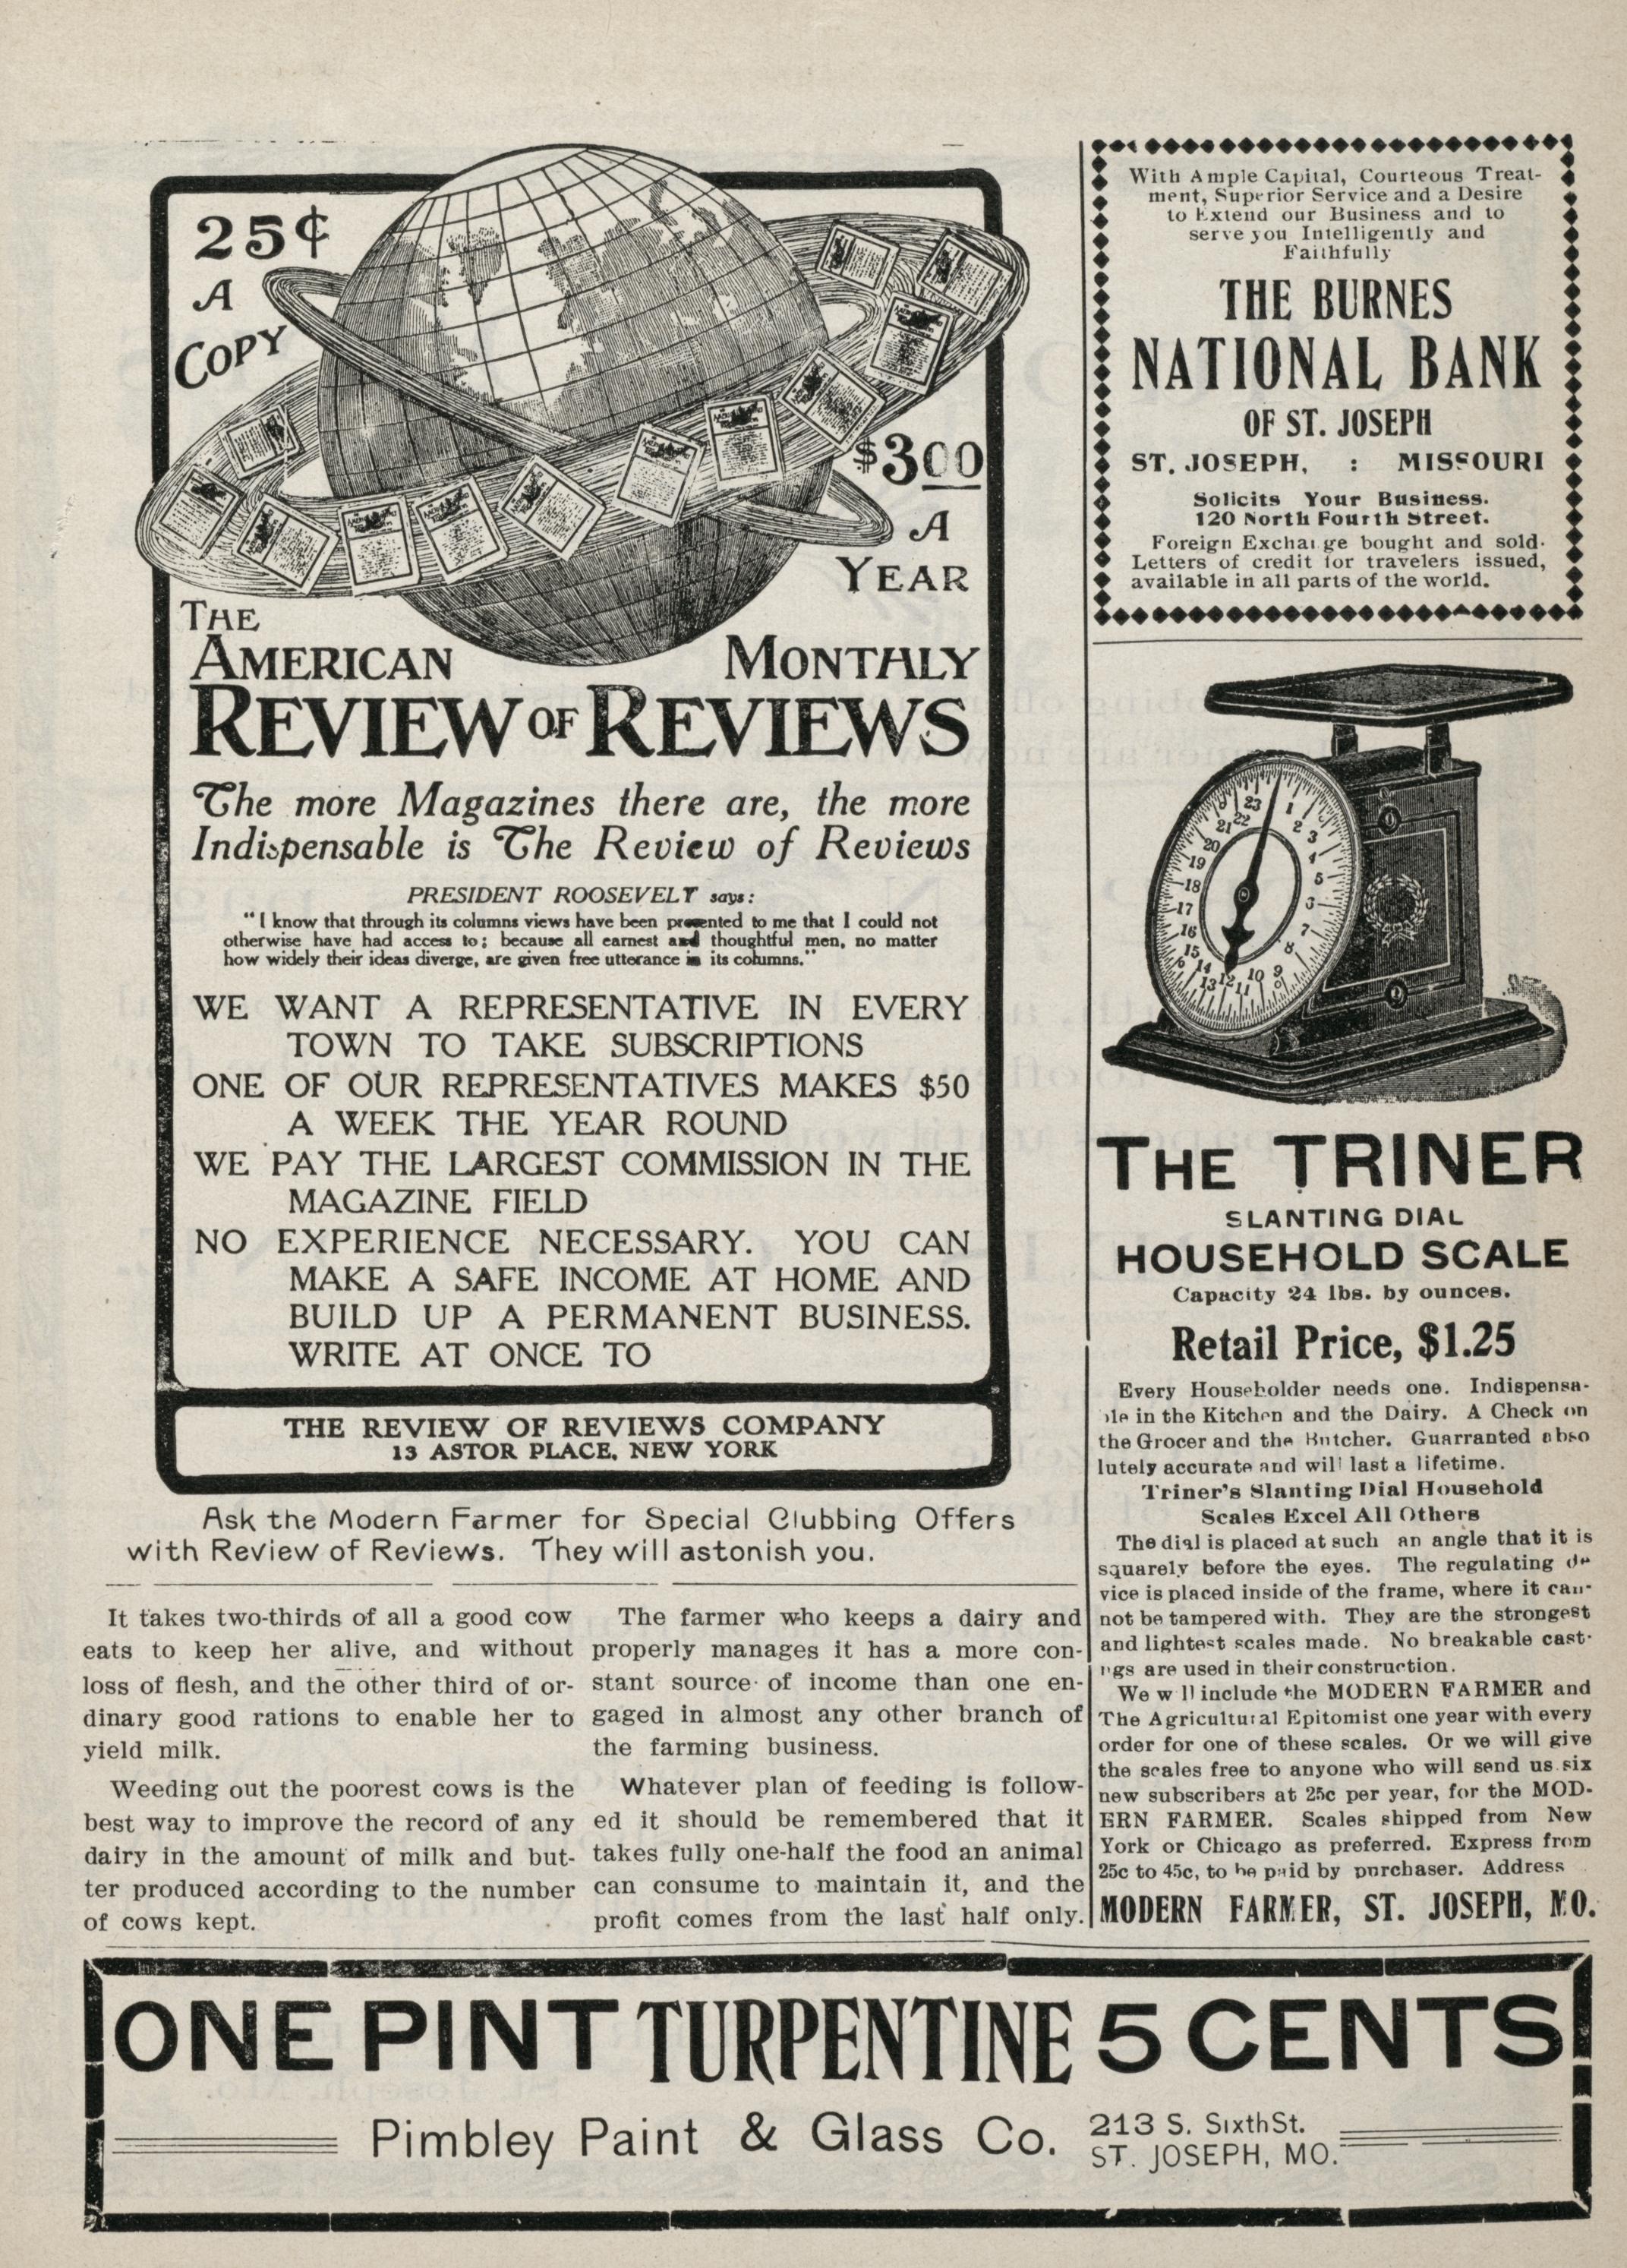 25¢
A
COPY
$3.00
A
YEAR
THE
AMERICAN MONTHLY
REVIEW OF REVIEWS
The more Magazines there are, the more
Indispensable is The Review of Reviews
PRESIDENT ROOSEVELT says:
"I know that through its columns views have been presented to me that I could not
otherwise have had access to; because all earnest and thoughtful men, no matter
how widely their ideas diverge, are given free utterance in its columns."
WE WANT A REPRESENTATIVE IN EVERY
TOWN TO TAKE SUBSCRIPTIONS
ONE OF OUR REPRESENTATIVES MAKES $50
A WEEK THE YEAR ROUND
WE PAY THE LARGEST COMMISSION IN THE
MAGAZINE FIELD
NO EXPERIENCE NECESSARY. YOU CAN
MAKE A SAFE INCOME AT HOME AND
BUILD UP A PERMANENT BUSINESS.
WRITE AT ONCE TO
THE REVIEW OF REVIEWS COMPANY
13 ASTOR PLACE, NEW YORK
Ask the Modern Farmer for Special Clubbing Offers
with Review of Reviews. They will astonish you.
It takes two-thirds of all a good cow
eats to keep her alive, and without
loss of flesh, and the other third of or-
dinary good rations to enable her to
yield milk.
Weeding out the poorest cows is the
best way to improve the record of any
dairy in the amount of milk and but-
ter produced according to the number
of cows kept.
The farmer who keeps a dairy and
properly manages it has a more con-
stant source of income than one en-
gaged in almost any other branch of
the farming business.
Whatever plan of feeding is follow-
ed it should be remembered that it
takes fully one-half the food an animal
can consume to maintain it, and the
profit comes from the last half only.
With Ample Capital, Courteous Treat-
ment, Superior Service and a Desire
to Extend our Business and to
serve you Intelligently and
Faithfully
THE BURNES
NATIONAL BANK
OF ST. JOSEPH
ST. JOSEPH, : MISSOURI
Solicits Your Business.
120 North Fourth Street.
Foreign Exchange bought and sold.
Letters of credit for travelers issued,
available in all parts of the world.
THE TRINER
SLANTING DIAL
HOUSEHOLD SCALE
Capacity 24 lbs. by ounces.
Retail Price, $1.25
Every Householder needs one. Indispensa-
ble in the Kitchen and the Dairy. A Check on
the Grocer and the Butcher. Guarranted abso
lutely accurate and will last a lifetime.
Triner's Slanting Dial Household
Scales Excel All Others
The dial is placed at such an angle that it is
squarely before the eyes. The regulating de
vice is placed inside of the frame, where it can-
not be tampered with. They are the strongest
and lightest scales made. No breakable cast-
ngs are used in their construction.
We w ll include the MODERN FARMER and
The Agricultural Epitomist one year with every
order for one of these scales. Or we will give
the scales free to anyone who will send us six
new subscribers at 25c per year, for the MOD-
ERN FARMER. Scales shipped from New
York or Chicago as preferred. Express from
25c to 45c, to be paid by purchaser. Address
MODERN FARMER, ST. JOSEPH, MO.
ONE PINT TURPENTINE 5 CENTS
Pimbley Paint & Glass Co. 213 S. Sixth St.
ST. JOSEPH, MO.